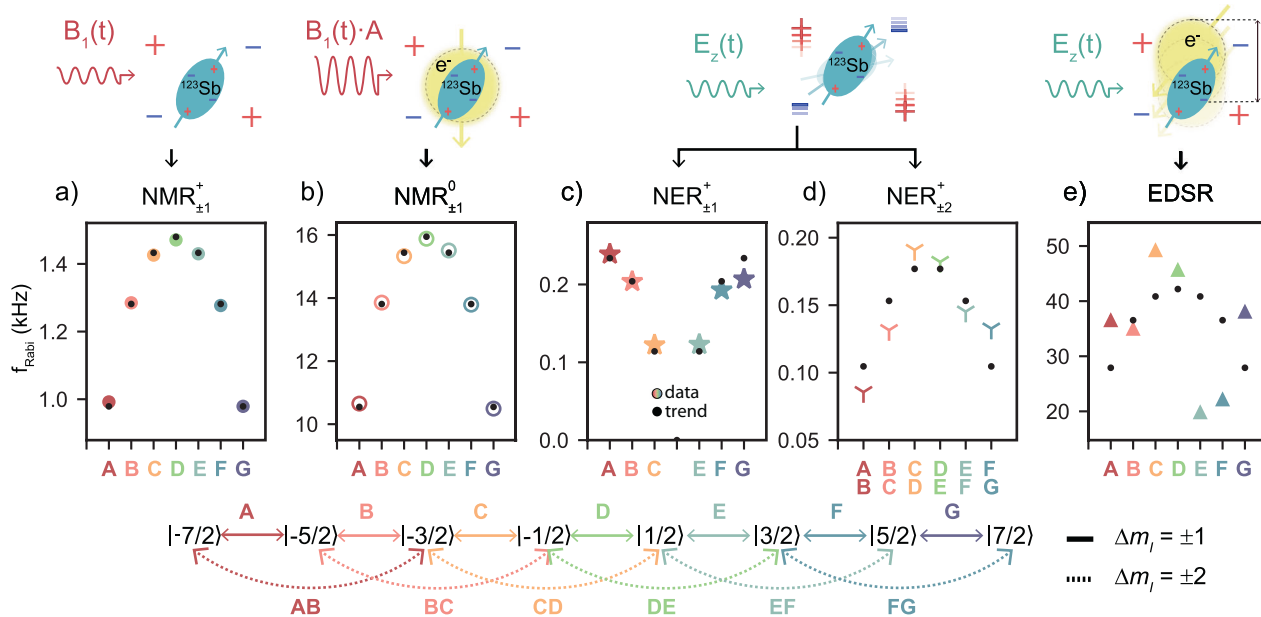 B₁(t)
+
−
¹²³Sb
−
+
B₁(t)·A
+
−
e⁻
¹²³Sb
−
+
E_z(t)
¹²³Sb
E_z(t)
+
−
e⁻
¹²³Sb
−
+
a) NMR⁺±1
b) NMR⁰±1
c) NER⁺±1
d) NER⁺±2
e) EDSR
f_Rabi (kHz)
1.4
1.2
1.0
A B C D E F G
16
14
12
10
A B C D E F G
0.2
0.1
0.0
data
trend
A B C E F G
0.20
0.15
0.10
0.05
A B C D E F
B C D E F G
50
40
30
20
A B C D E F G
A B C D E F G
|-7/2⟩ |-5/2⟩ |-3/2⟩ |-1/2⟩ |1/2⟩ |3/2⟩ |5/2⟩ |7/2⟩
AB BC CD DE EF FG
Δm_I = ±1
Δm_I = ±2